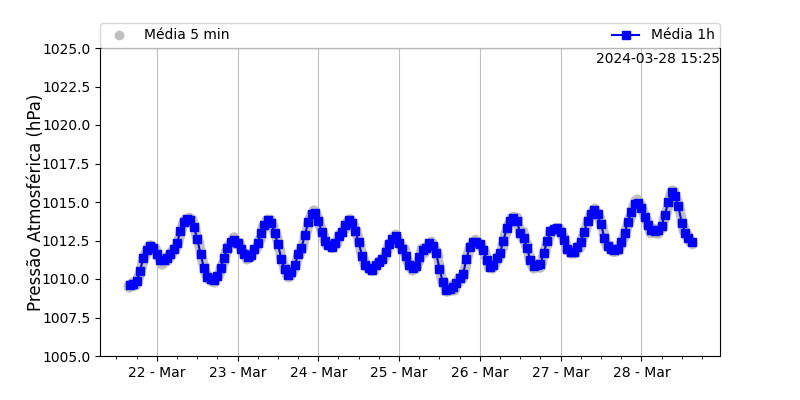 Média 5 min
Média 1h
2024-03-28 15:25
Pressão Atmosférica (hPa)
1025.0
1022.5
1020.0
1017.5
1015.0
1012.5
1010.0
1007.5
1005.0
22 - Mar
23 - Mar
24 - Mar
25 - Mar
26 - Mar
27 - Mar
28 - Mar